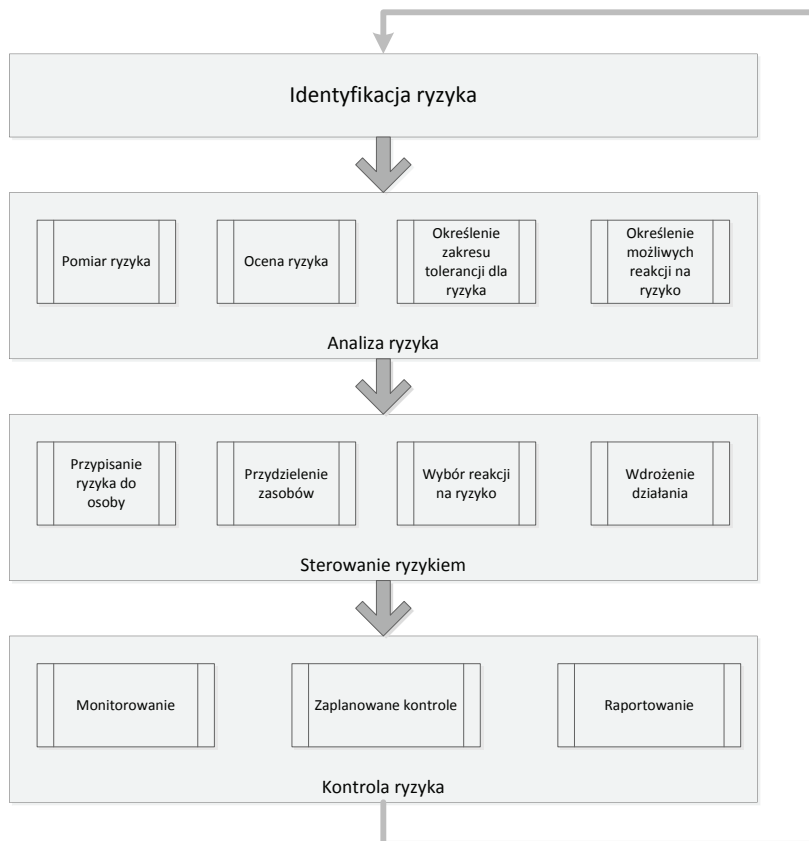 Identyfikacja ryzyka
Pomiar ryzyka
Ocena ryzyka
Określenie
zakresu
tolerancji dla
ryzyka
Określenie
możliwych
reakcji na
ryzyko
Analiza ryzyka
Przypisanie
ryzyka do
osoby
Przydzielenie
zasobów
Wybór reakcji
na ryzyko
Wdrożenie
działania
Sterowanie ryzykiem
Monitorowanie
Zaplanowane kontrole
Raportowanie
Kontrola ryzyka